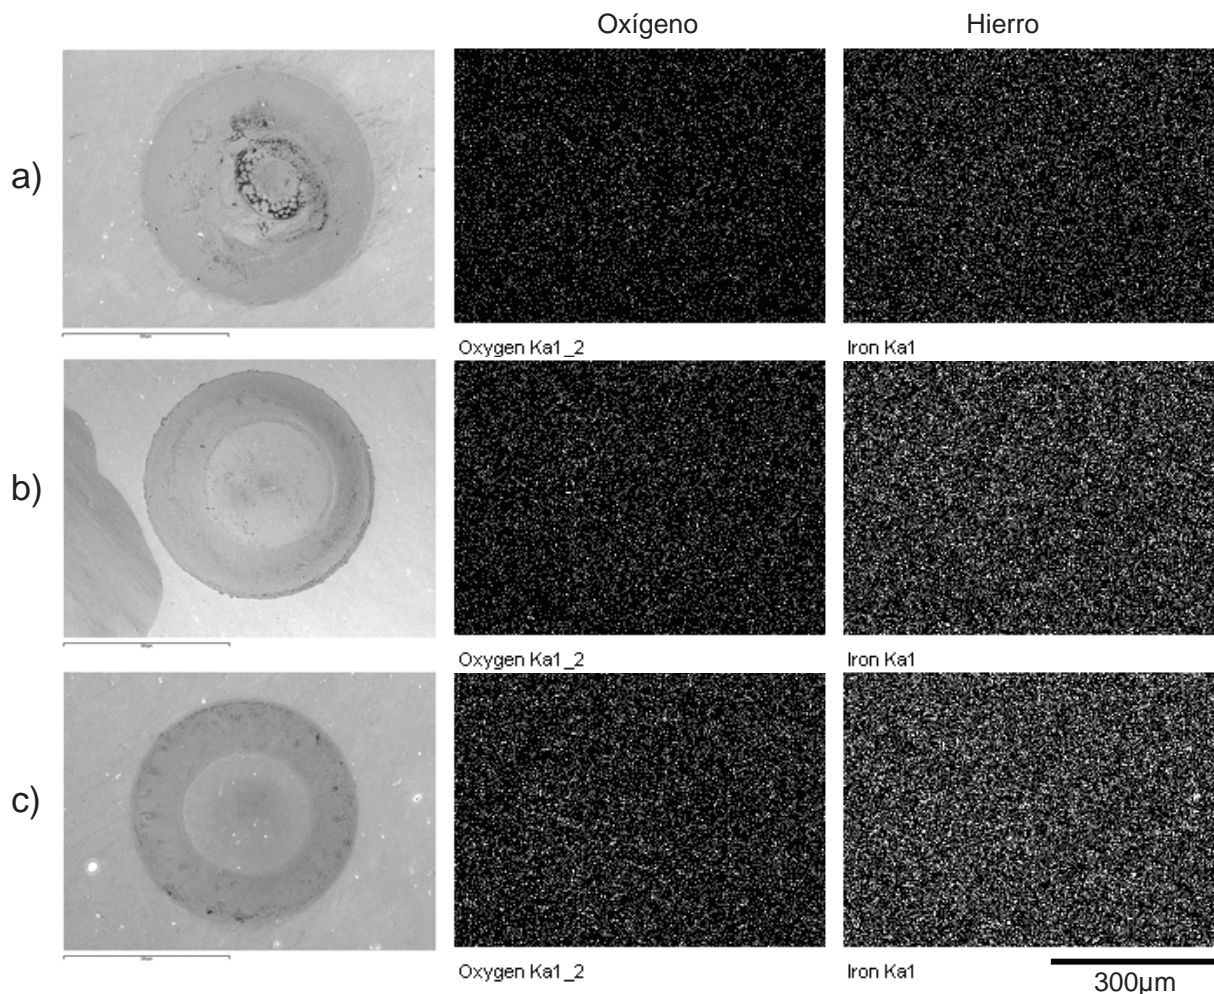 Oxígeno Hierro
a)
Oxygen Ka1_2 Iron Ka1
b)
Oxygen Ka1_2 Iron Ka1
c)
Oxygen Ka1_2 Iron Ka1
300µm